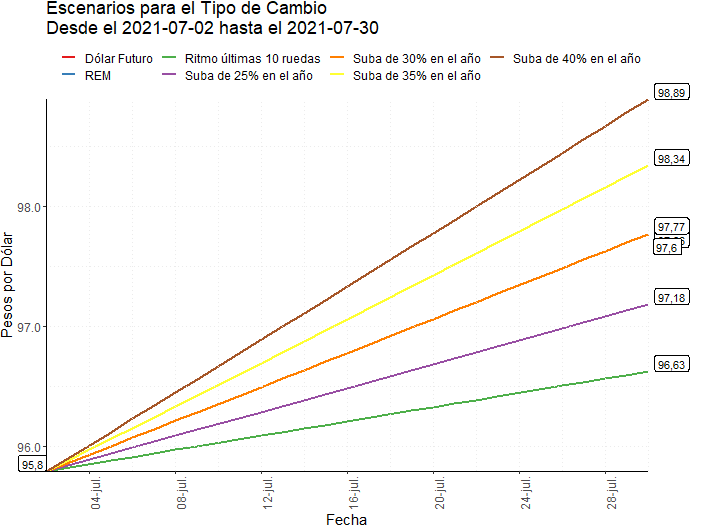 Escenarios para el Tipo de Cambio
Desde el 2021-07-02 hasta el 2021-07-30
Dólar Futuro
Ritmo últimas 10 ruedas
Suba de 30% en el año
Suba de 40% en el año
REM
Suba de 25% en el año
Suba de 35% en el año
98,89
98,34
98.0
97,77
97,6
Pesos por Dólar
97,18
97.0
96,63
96.0
95,8
04-jul.
08-jul.
12-jul.
16-jul.
20-jul.
24-jul.
28-jul.
Fecha